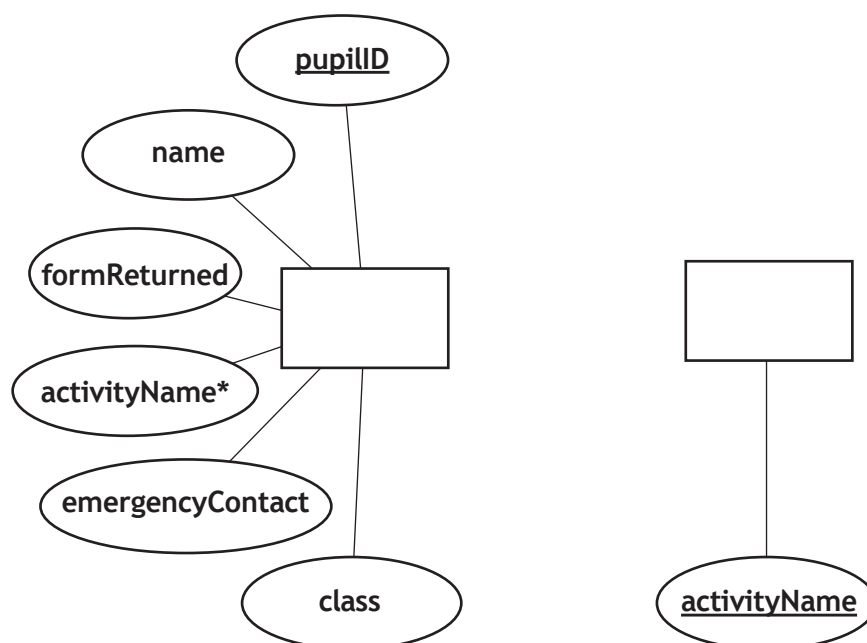 pupilID
name
formReturned
activityName*
emergencyContact
class
activityName